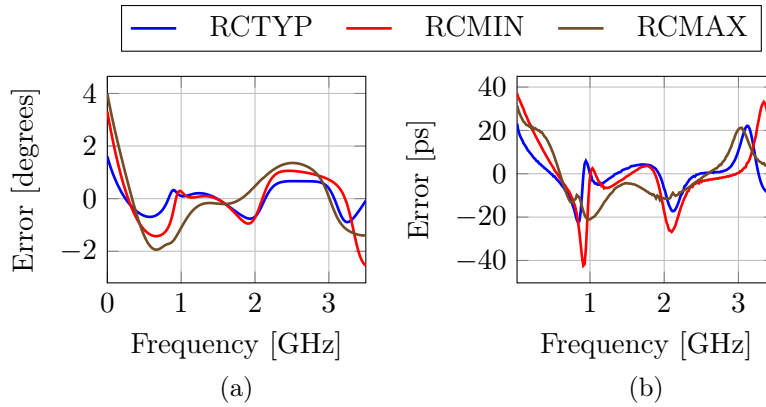 RCTYP RCMIN RCMAX
Error [degrees]
4
2
0
−2
0 1 2 3
Frequency [GHz]
(a)
Error [ps]
40
20
0
−20
−40
1 2 3
Frequency [GHz]
(b)